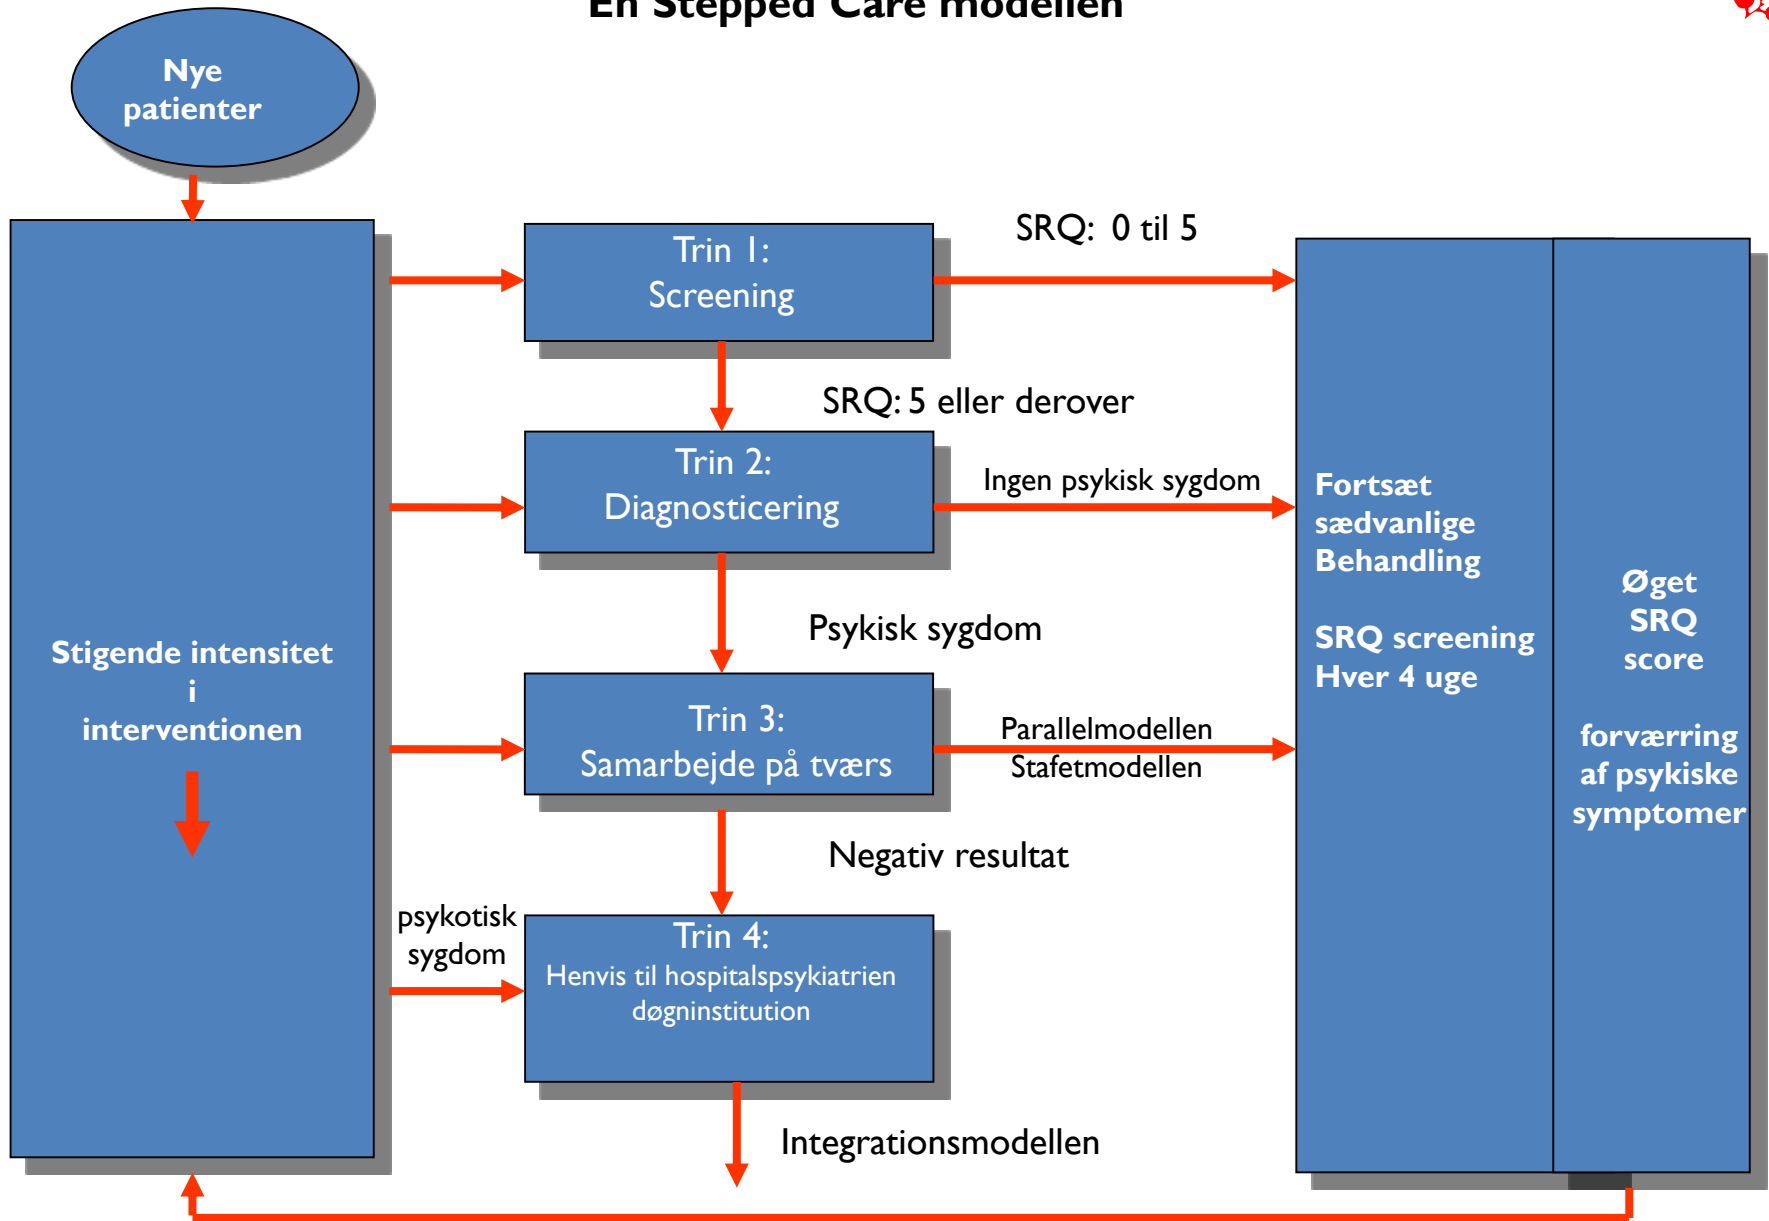 En Stepped Care modellen
Nye
patienter
Stigende intensitet
i
interventionen
Trin 1:
Screening
SRQ: 0 til 5
SRQ: 5 eller derover
Trin 2:
Diagnosticering
Ingen psykisk sygdom
Psykisk sygdom
Trin 3:
Samarbejde på tværs
Parallelmodellen
Stafetmodellen
Negativ resultat
psykotisk
sygdom
Trin 4:
Henvis til hospitalspsykiatrien
døgninstitution
Integrationsmodellen
Fortsæt
sædvanlige
Behandling
SRQ screening
Hver 4 uge
Øget
SRQ
score
forværring
af psykiske
symptomer